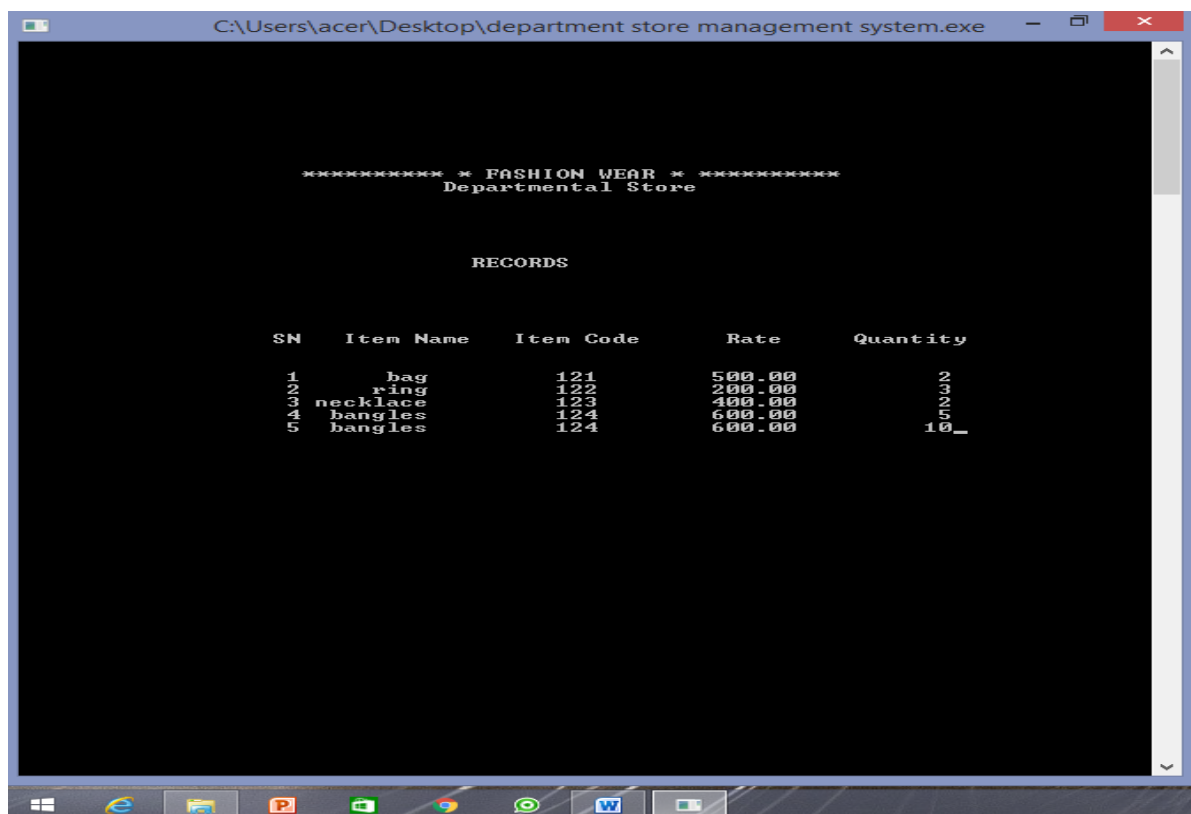 C:\Users\acer\Desktop\department store management system.exe
********** * FASHION WEAR * **********
Departmental Store
RECORDS
SN Item Name Item Code Rate Quantity
1 bag 121 500.00 2
2 ring 122 200.00 3
3 necklace 123 400.00 2
4 bangles 124 600.00 5
5 bangles 124 600.00 10_